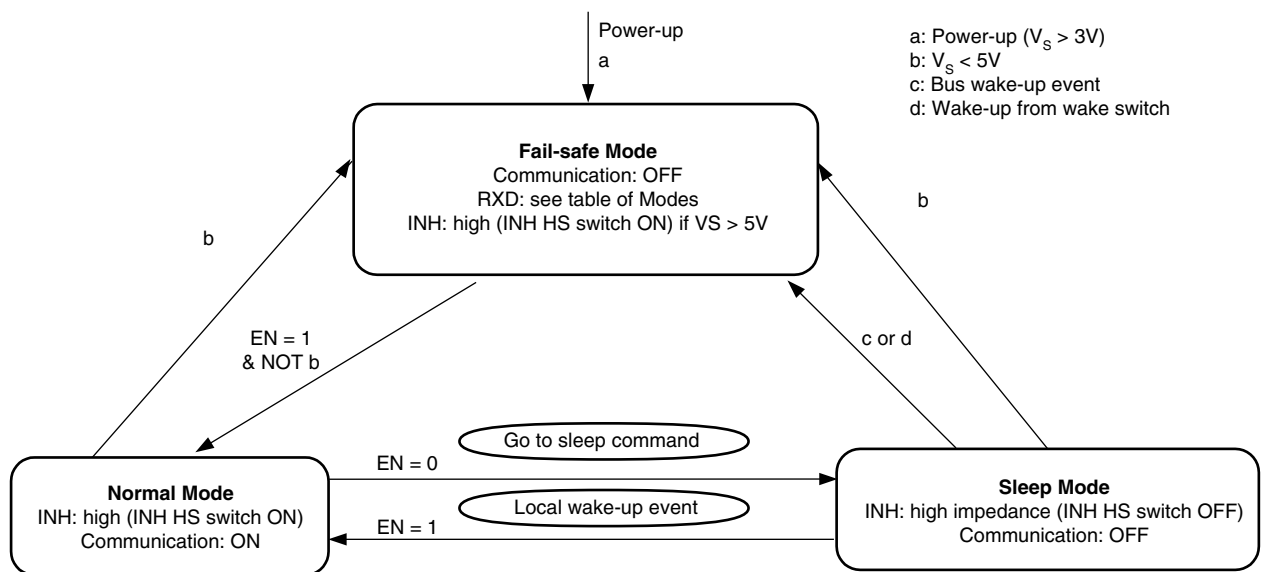 Power-up
a
a: Power-up (V_S > 3V)
b: V_S < 5V
c: Bus wake-up event
d: Wake-up from wake switch
Fail-safe Mode
Communication: OFF
RXD: see table of Modes
INH: high (INH HS switch ON) if VS > 5V
b
b
EN = 1
& NOT b
c or d
Go to sleep command
EN = 0
Local wake-up event
EN = 1
Normal Mode
INH: high (INH HS switch ON)
Communication: ON
Sleep Mode
INH: high impedance (INH HS switch OFF)
Communication: OFF